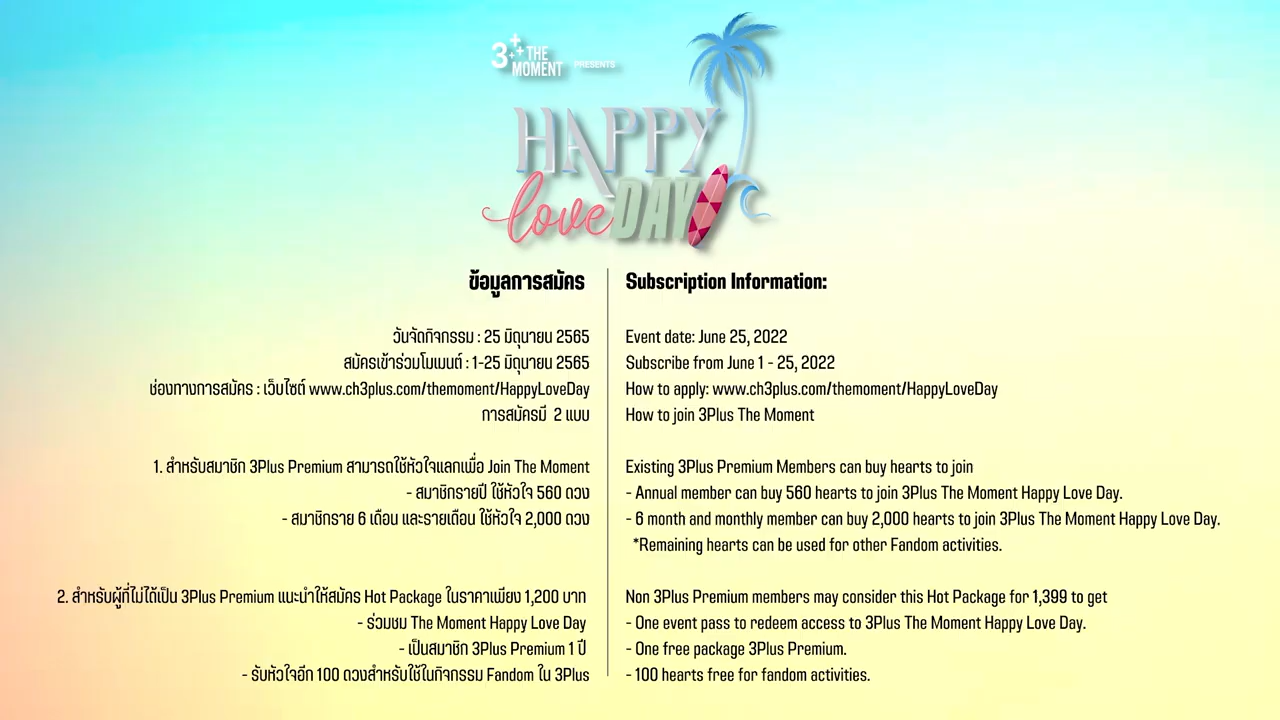 3+ THE MOMENT PRESENTS
HAPPY
love DAY
ข้อมูลการสมัคร
วันจัดกิจกรรม : 25 มิถุนายน 2565
สมัครเข้าร่วมโมเมนต์ : 1-25 มิถุนายน 2565
ช่องทางการสมัคร : เว็บไซต์ www.ch3plus.com/themoment/HappyLoveDay
การสมัครมี 2 แบบ
1. สำหรับสมาชิก 3Plus Premium สามารถใช้หัวใจแลกเพื่อ Join The Moment
- สมาชิกรายปี ใช้หัวใจ 560 ดวง
- สมาชิกราย 6 เดือน และรายเดือน ใช้หัวใจ 2,000 ดวง
2. สำหรับผู้ที่ไม่ได้เป็น 3Plus Premium แนะนำให้สมัคร Hot Package ในราคาเพียง 1,200 บาท
- ร่วมชม The Moment Happy Love Day
- เป็นสมาชิก 3Plus Premium 1 ปี
- รับหัวใจอีก 100 ดวงสำหรับใช้ในกิจกรรม Fandom ใน 3Plus
Subscription Information:
Event date: June 25, 2022
Subscribe from June 1 - 25, 2022
How to apply: www.ch3plus.com/themoment/HappyLoveDay
How to join 3Plus The Moment
Existing 3Plus Premium Members can buy hearts to join
- Annual member can buy 560 hearts to join 3Plus The Moment Happy Love Day.
- 6 month and monthly member can buy 2,000 hearts to join 3Plus The Moment Happy Love Day.
*Remaining hearts can be used for other Fandom activities.
Non 3Plus Premium members may consider this Hot Package for 1,399 to get
- One event pass to redeem access to 3Plus The Moment Happy Love Day.
- One free package 3Plus Premium.
- 100 hearts free for fandom activities.